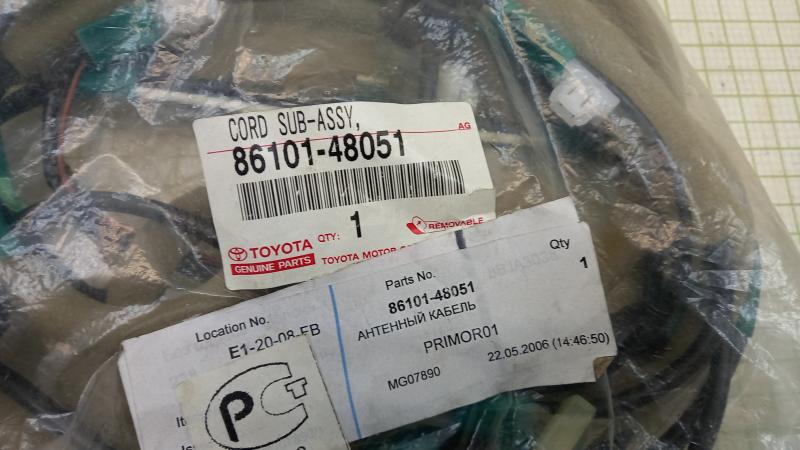 CORD SUB-ASSY,
AG
86101-48051
QTY: 1
REMOVABLE
TOYOTA
GENUINE PARTS
TOYOTA MOTOR
Location No.
E1-20-08-FB
Parts No.
86101-48051
АНТЕННЫЙ КАБЕЛЬ
PRIMOR01
MG07890
22.05.2006 (14:46:50)
Qty
1
РСТ